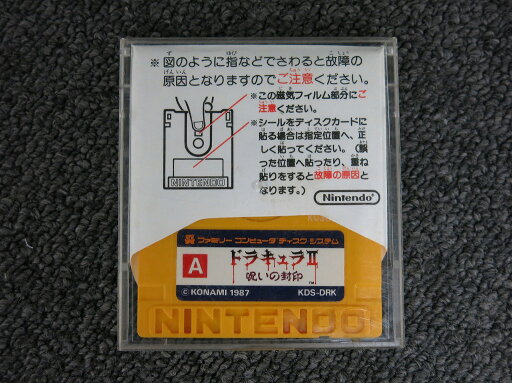 ※図のように指などでさわると故障の
原因となりますのでご注意ください。
※この磁気フィルム部分にご
注意ください。
※シールをディスクカードに
貼る場合は指定位置へ、正
しく貼ってください。(誤
った位置へ貼ったり、重ね
貼りをすると故障の原因と
なります。)
NINTENDO
Nintendo
ファミリー コンピュータ ディスク・システム
A
ドラキュラII
呪いの封印
TM
© KONAMI 1987
KDS-DRK
NINTENDO